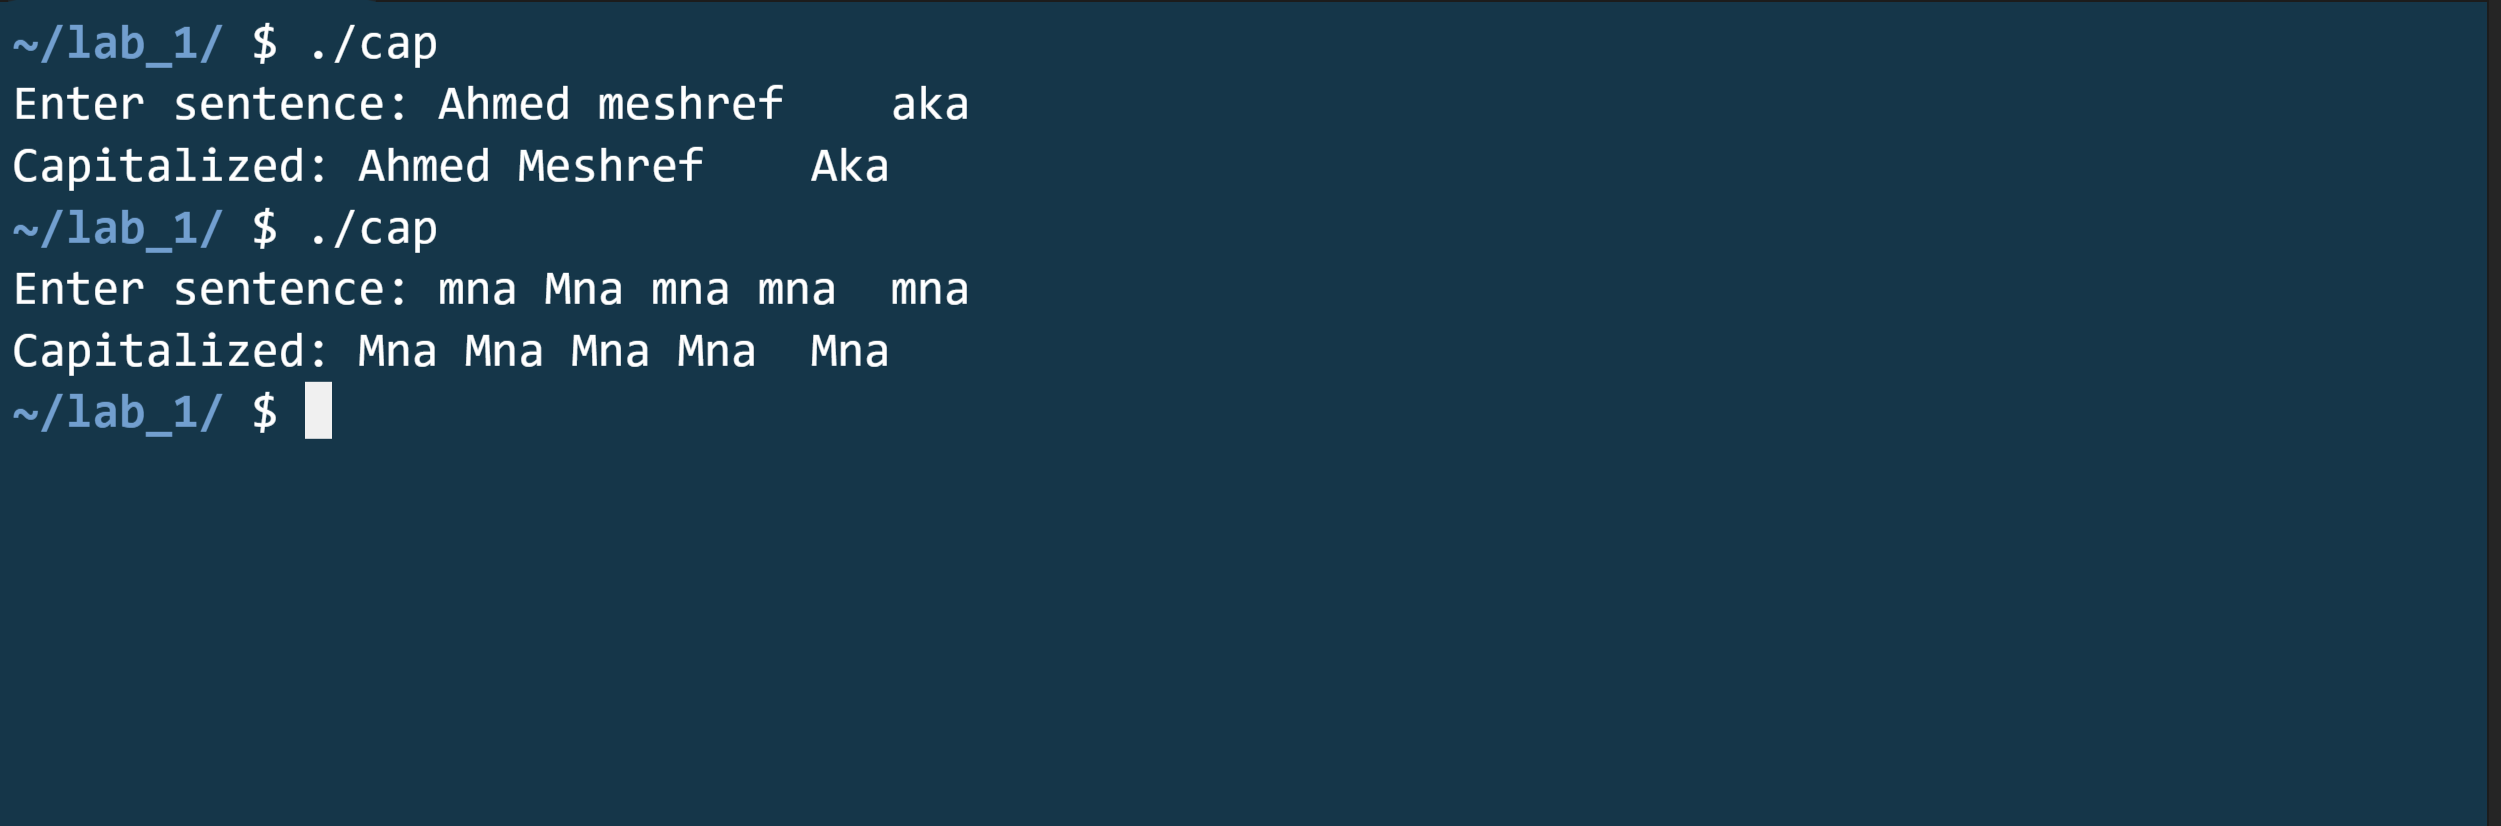 ~/lab_1/ $ ./cap
Enter sentence: Ahmed meshref    aka
Capitalized: Ahmed Meshref    Aka
~/lab_1/ $ ./cap
Enter sentence: mna Mna mna mna  mna
Capitalized: Mna Mna Mna Mna  Mna
~/lab_1/ $